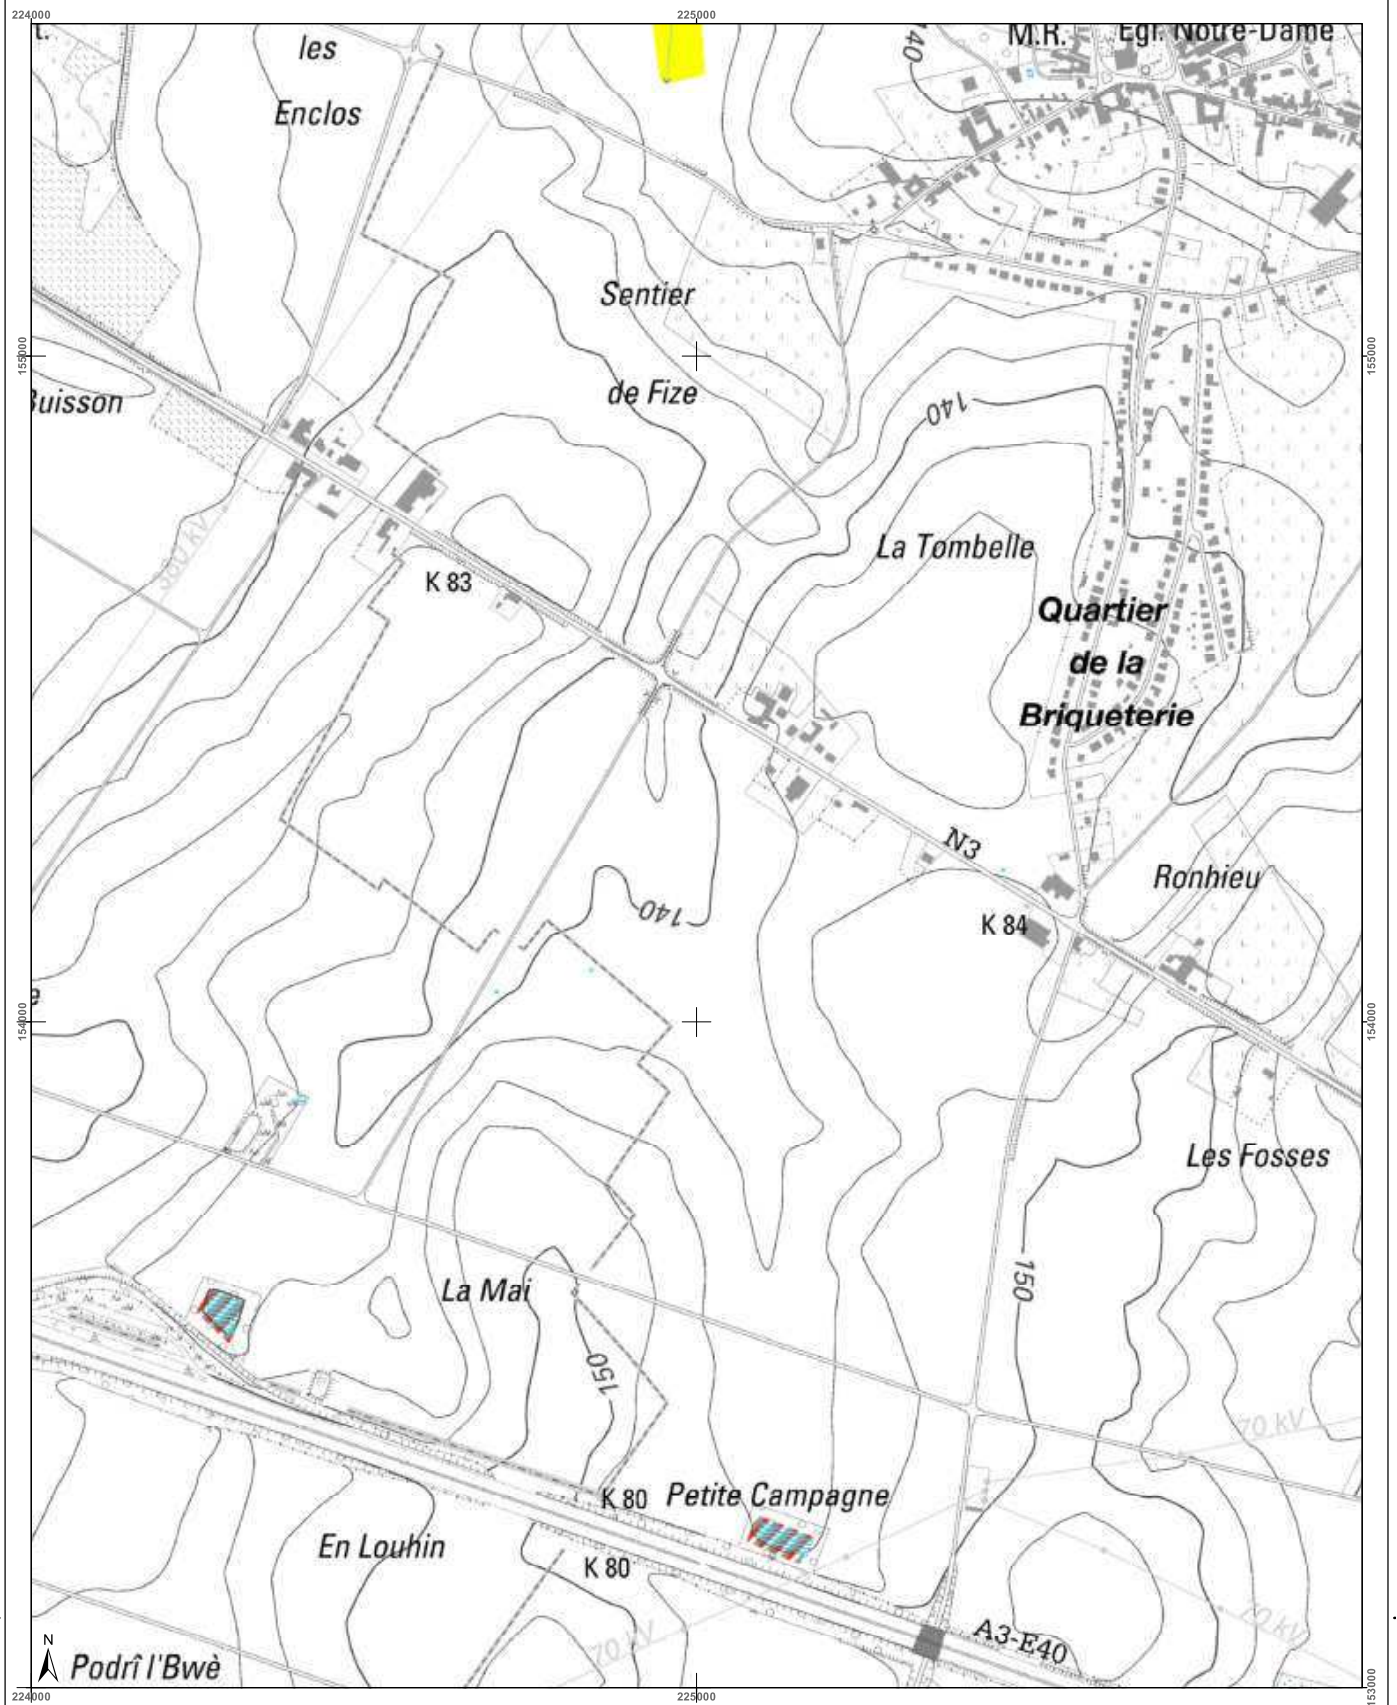 224000
225000
les
Enclos
M.R.
Egl. Notre-Dame
140
Sentier
de Fize
155000
155000
Buisson
140
La Tombelle
380 kV
K 83
Quartier
de la
Briqueterie
N3
Ronhieu
140
K 84
e
154000
154000
Les Fosses
La Mai
150
150
70 kV
K 80
Petite Campagne
En Louhin
K 80
70 kV
70 kV
A3-E40
N
Podrî l'Bwè
224000
225000
153000